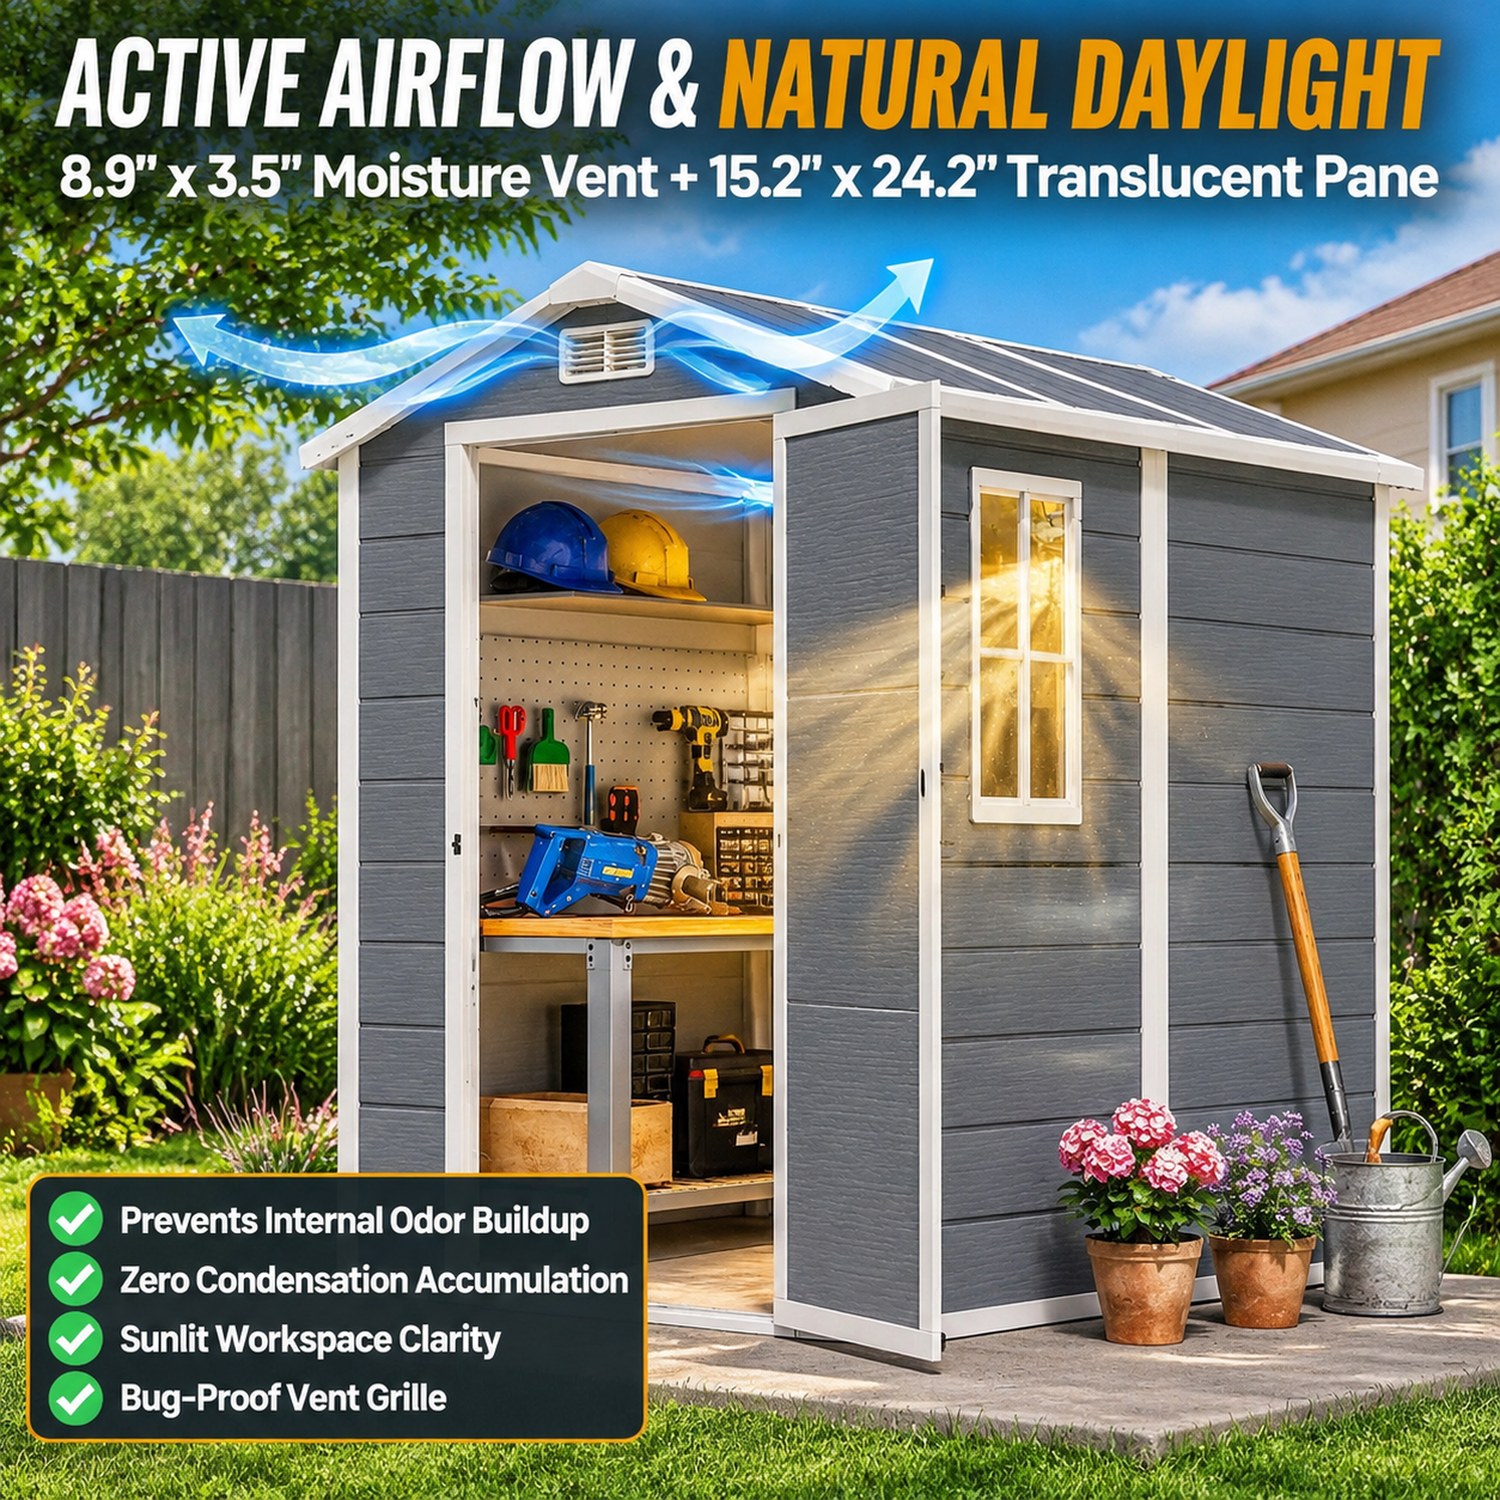 ACTIVE AIRFLOW & NATURAL DAYLIGHT
8.9" x 3.5" Moisture Vent + 15.2" x 24.2" Translucent Pane
Prevents Internal Odor Buildup
Zero Condensation Accumulation
Sunlit Workspace Clarity
Bug-Proof Vent Grille